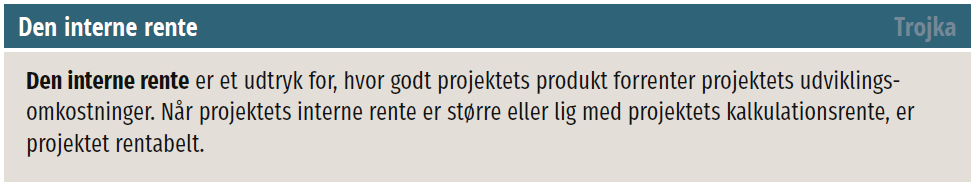 Den interne rente
Trojka
Den interne rente er et udtryk for, hvor godt projektets produkt forrenter projektets udviklings-
omkostninger. Når projektets interne rente er større eller lig med projektets kalkulationsrente, er
projektet rentabelt.